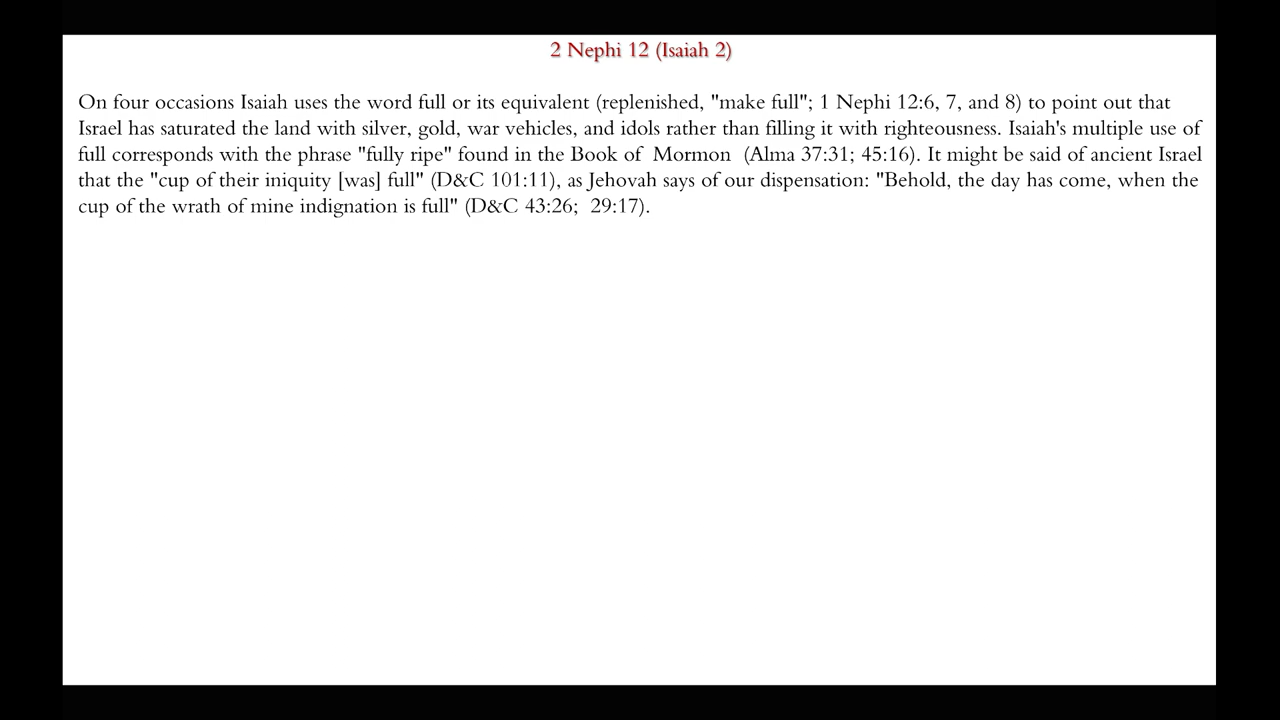 2 Nephi 12 (Isaiah 2)
On four occasions Isaiah uses the word full or its equivalent (replenished, "make full"; 1 Nephi 12:6, 7, and 8) to point out that
Israel has saturated the land with silver, gold, war vehicles, and idols rather than filling it with righteousness. Isaiah's multiple use of
full corresponds with the phrase "fully ripe" found in the Book of  Mormon  (Alma 37:31; 45:16). It might be said of ancient Israel
that the "cup of their iniquity [was] full" (D&C 101:11), as Jehovah says of our dispensation: "Behold, the day has come, when the
cup of the wrath of mine indignation is full" (D&C 43:26;  29:17).